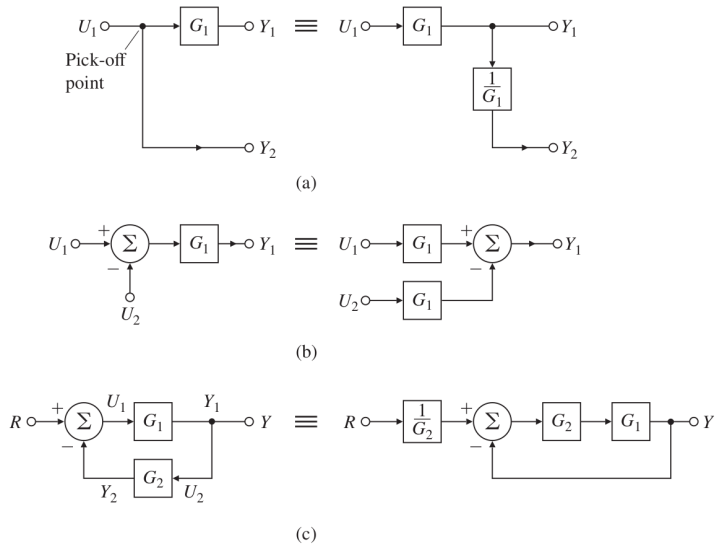 U₁ G₁ Y₁ ≡ U₁ G₁ Y₁
Pick-off
point
1
G₁
Y₂ Y₂
(a)
U₁ + Σ G₁ Y₁ ≡ U₁ G₁ + Σ Y₁
−
−
U₂ U₂ G₁
(b)
R + Σ U₁ G₁ Y₁ Y ≡ R 1/G₂ + Σ G₂ G₁ Y
−
−
Y₂ G₂ U₂
(c)